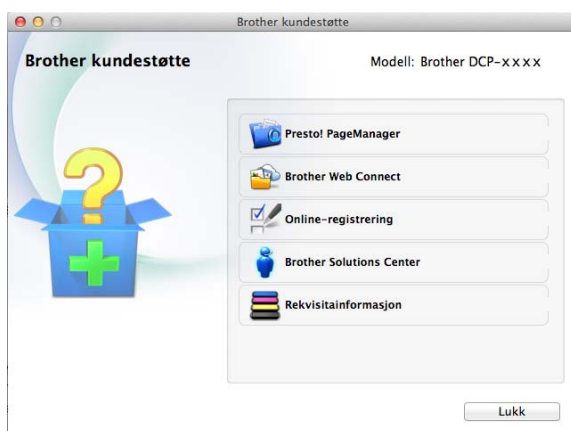 Brother kundestøtte
Brother kundestøtte
Modell: Brother DCP-xxxx
Presto! PageManager
Brother Web Connect
Online-registrering
Brother Solutions Center
Rekvisitainformasjon
Lukk